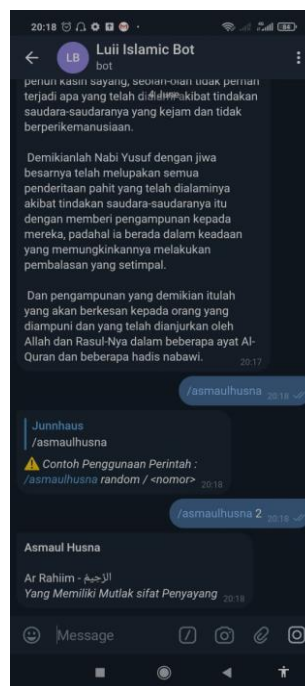 20:18
84
LB
Luii Islamic Bot
bot
penuh kasih sayang, seolah-olah tidak pernah
terjadi apa yang telah dialami akibat tindakan
4 June
saudara-saudaranya yang kejam dan tidak
berperikemanusiaan.
Demikianlah Nabi Yusuf dengan jiwa
besarnya telah melupakan semua
penderitaan pahit yang telah dialaminya
akibat tindakan saudara-saudaranya itu
dengan memberi pengampunan kepada
mereka, padahal ia berada dalam keadaan
yang memungkinkannya melakukan
pembalasan yang setimpal.
Dan pengampunan yang demikian itulah
yang akan berkesan kepada orang yang
diampuni dan yang telah dianjurkan oleh
Allah dan Rasul-Nya dalam beberapa ayat Al-
Quran dan beberapa hadis nabawi.
20:17
/asmaulhusna 20:18
Junnhaus
/asmaulhusna
Contoh Penggunaan Perintah :
/asmaulhusna random / <nomor> 20:18
/asmaulhusna 2 20:18
Asmaul Husna
Ar Rahiim - الرَّحِيمُ
Yang Memiliki Mutlak sifat Penyayang 20:18
Message